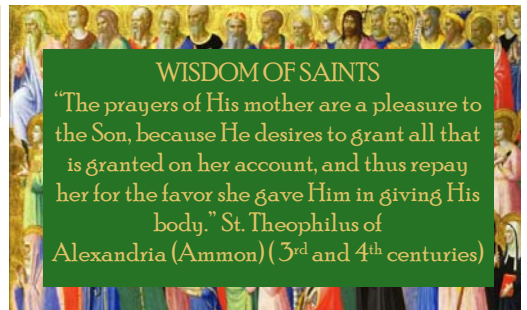 WISDOM OF SAINTS
“The prayers of His mother are a pleasure to
the Son, because He desires to grant all that
is granted on her account, and thus repay
her for the favor she gave Him in giving His
body.” St. Theophilus of
Alexandria (Ammon) ( 3rd and 4th centuries)